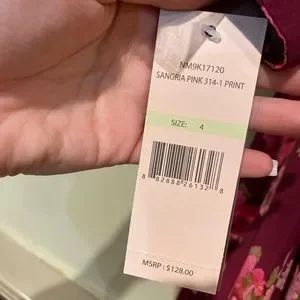 NM9K17120
SANGRIA PINK 314-1 PRINT
SIZE: 4
8 82888 26132 8
MSRP : $128.00